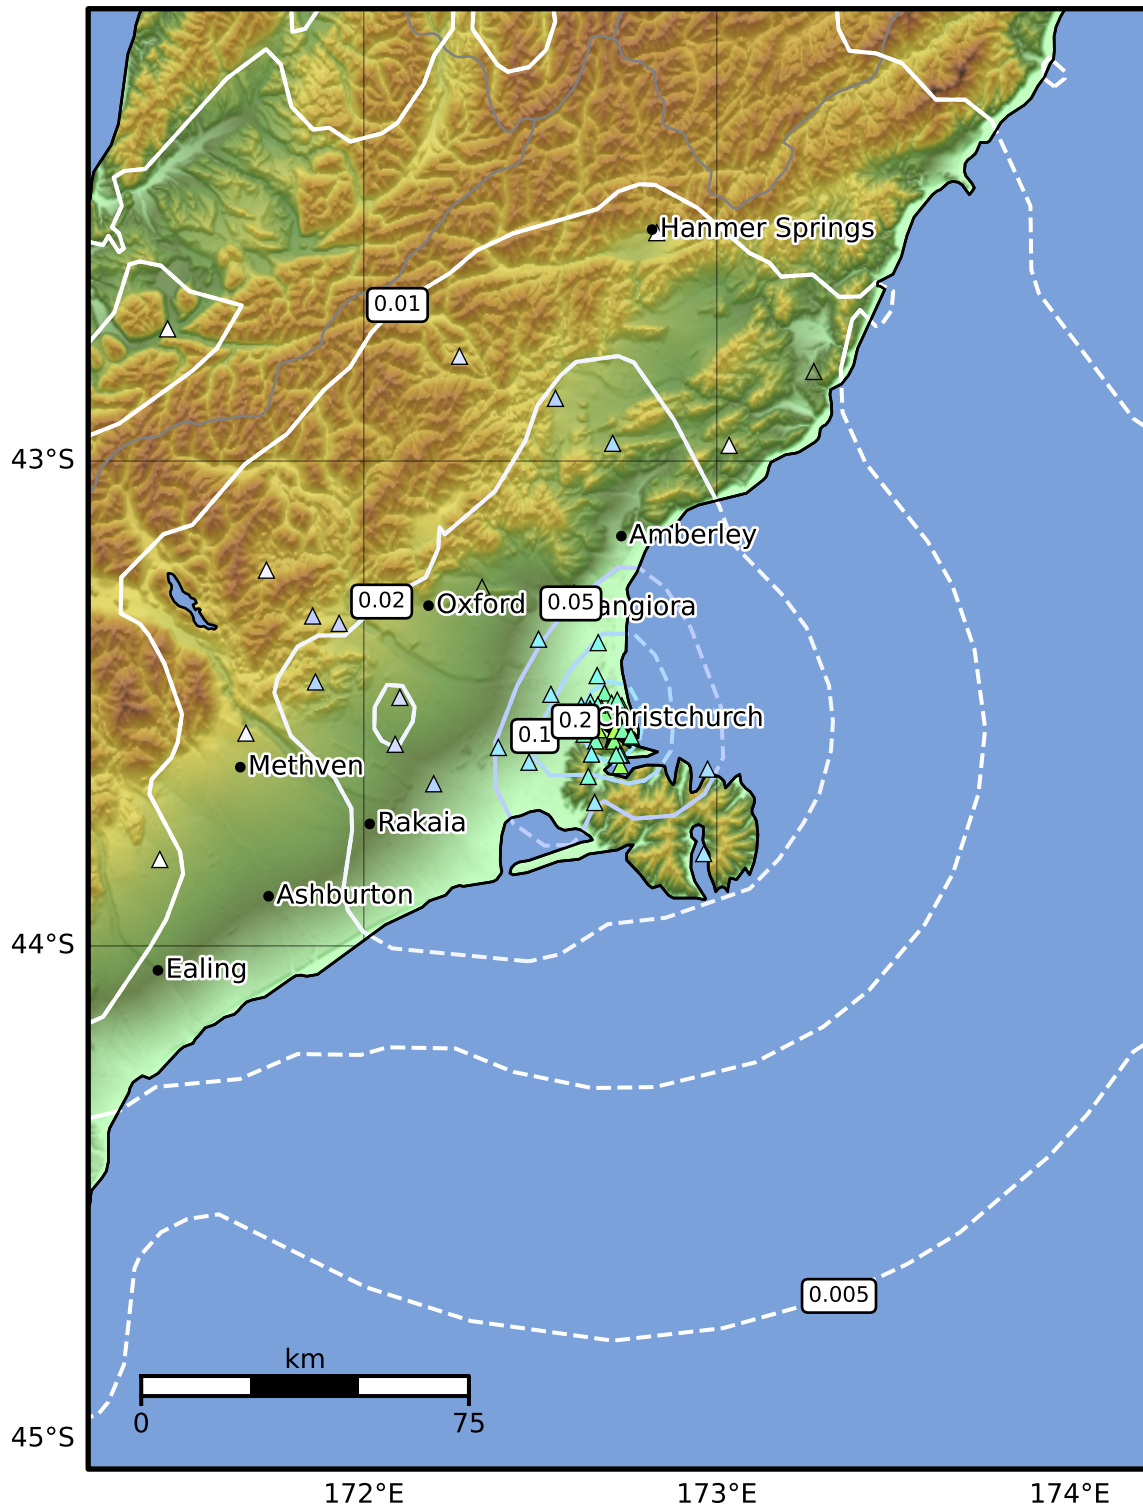 Hanmer Springs
0.01
43°S
Amberley
0.02
Oxford
0.05
angiora
0.2
Christchurch
0.1
Methven
Rakaia
Ashburton
44°S
Ealing
0.005
km
0
75
45°S
172°E
173°E
174°E